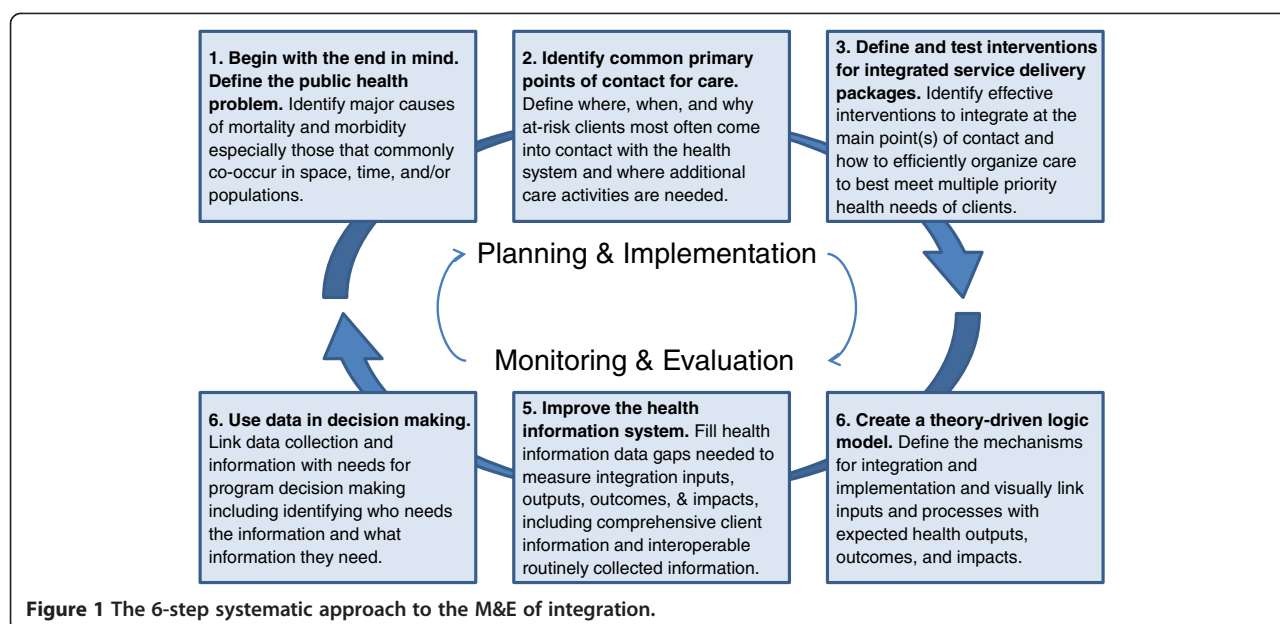 1. Begin with the end in mind.
Define the public health
problem. Identify major causes
of mortality and morbidity
especially those that commonly
co-occur in space, time, and/or
populations.
2. Identify common primary
points of contact for care.
Define where, when, and why
at-risk clients most often come
into contact with the health
system and where additional
care activities are needed.
3. Define and test interventions
for integrated service delivery
packages. Identify effective
interventions to integrate at the
main point(s) of contact and
how to efficiently organize care
to best meet multiple priority
health needs of clients.
Planning & Implementation
Monitoring & Evaluation
6. Use data in decision making.
Link data collection and
information with needs for
program decision making
including identifying who needs
the information and what
information they need.
5. Improve the health
information system. Fill health
information data gaps needed to
measure integration inputs,
outputs, outcomes, & impacts,
including comprehensive client
information and interoperable
routinely collected information.
6. Create a theory-driven logic
model. Define the mechanisms
for integration and
implementation and visually link
inputs and processes with
expected health outputs,
outcomes, and impacts.
Figure 1 The 6-step systematic approach to the M&E of integration.